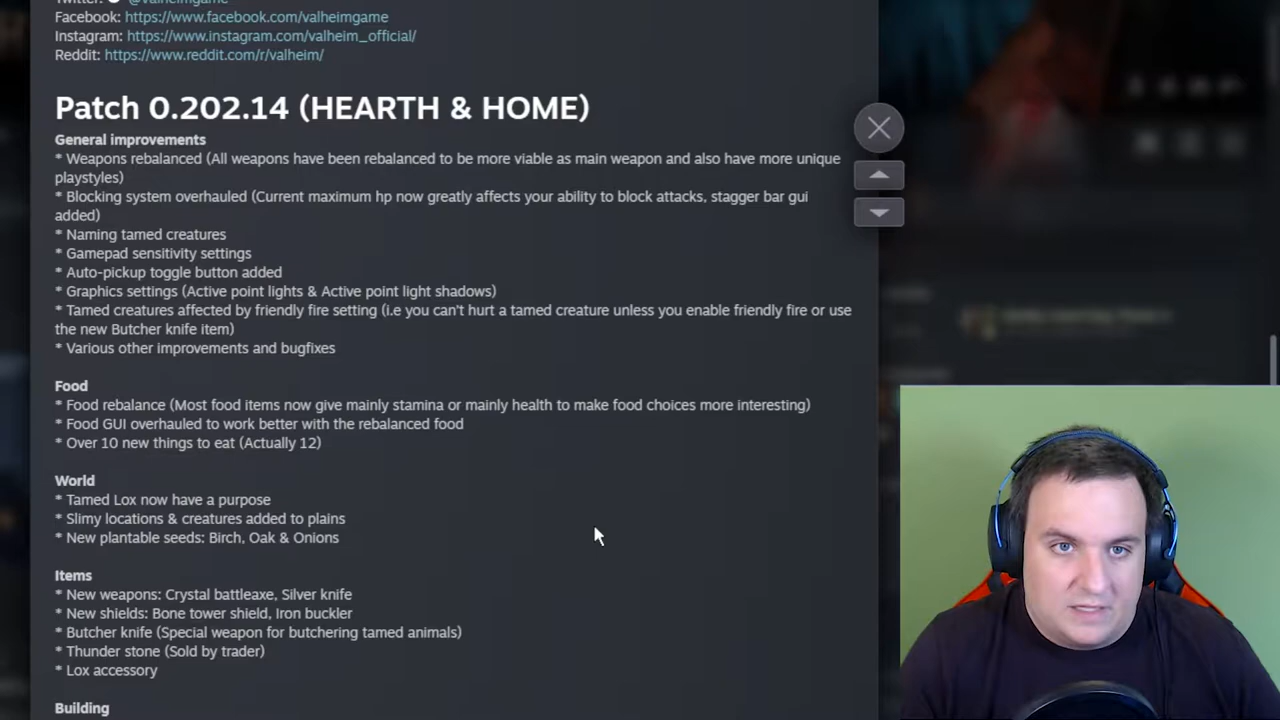 Facebook: https://www.facebook.com/valheimgame
Instagram: https://www.instagram.com/valheim_official/
Reddit: https://www.reddit.com/r/valheim/
Patch 0.202.14 (HEARTH & HOME)
General improvements
* Weapons rebalanced (All weapons have been rebalanced to be more viable as main weapon and also have more unique
playstyles)
* Blocking system overhauled (Current maximum hp now greatly affects your ability to block attacks, stagger bar gui
added)
* Naming tamed creatures
* Gamepad sensitivity settings
* Auto-pickup toggle button added
* Graphics settings (Active point lights & Active point light shadows)
* Tamed creatures affected by friendly fire setting (i.e you can't hurt a tamed creature unless you enable friendly fire or use
the new Butcher knife item)
* Various other improvements and bugfixes
Food
* Food rebalance (Most food items now give mainly stamina or mainly health to make food choices more interesting)
* Food GUI overhauled to work better with the rebalanced food
* Over 10 new things to eat (Actually 12)
World
* Tamed Lox now have a purpose
* Slimy locations & creatures added to plains
* New plantable seeds: Birch, Oak & Onions
Items
* New weapons: Crystal battleaxe, Silver knife
* New shields: Bone tower shield, Iron buckler
* Butcher knife (Special weapon for butchering tamed animals)
* Thunder stone (Sold by trader)
* Lox accessory
Building